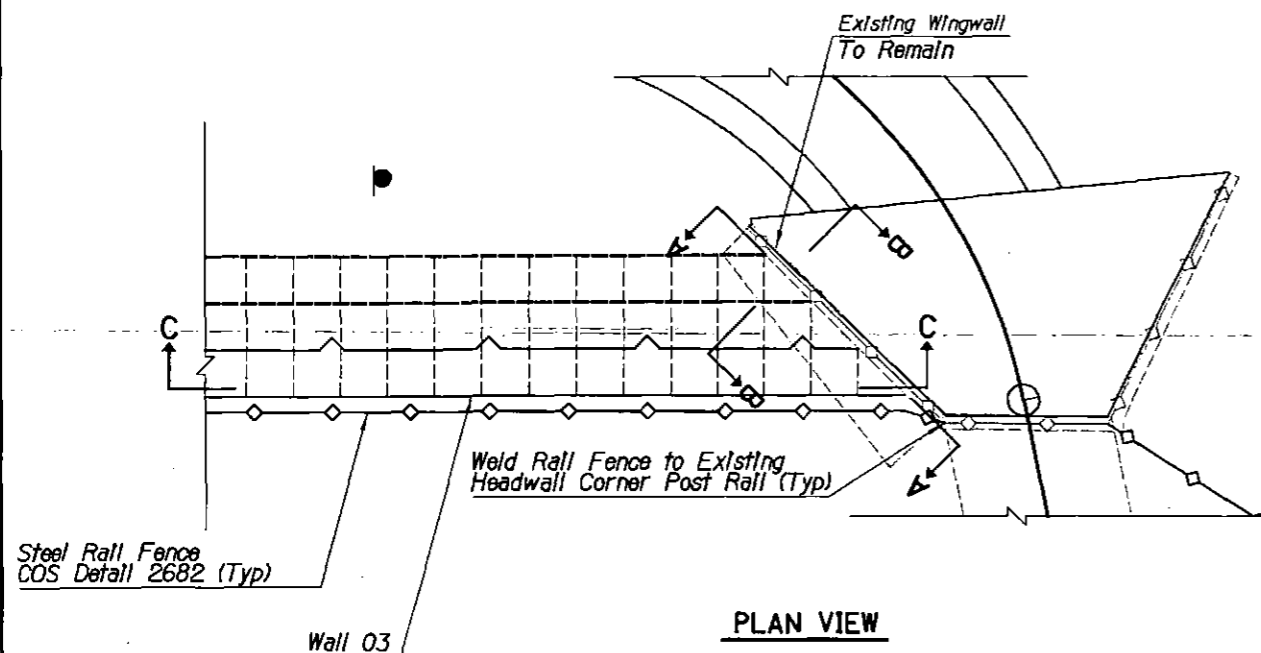 Existing Wingwall
To Remain
A
B
C
C
B
Weld Rail Fence to Existing
Headwall Corner Post Rail (Typ)
A
Steel Rail Fence
COS Detail 2682 (Typ)
Wall 03
PLAN VIEW